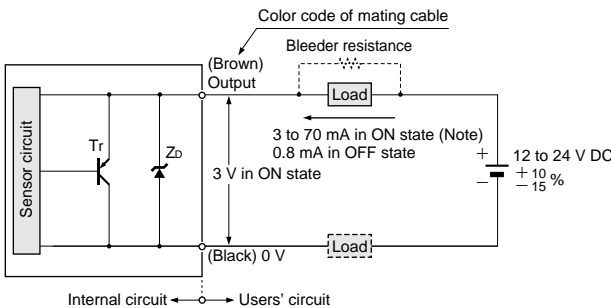 Color code of mating cable
Bleeder resistance
(Brown)
Output
Load
3 to 70 mA in ON state (Note)
0.8 mA in OFF state
Sensor circuit
Tr
ZD
3 V in ON state
+
−
12 to 24 V DC
+10
−15 %
(Black) 0 V
Load
Internal circuit
Users' circuit